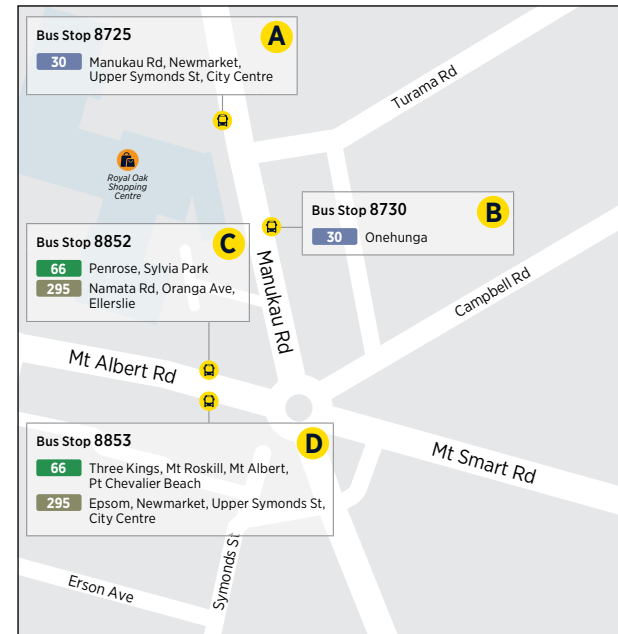 Bus Stop 8725
A
30 Manukau Rd, Newmarket,
Upper Symonds St, City Centre
Turama Rd
Royal Oak
Shopping
Centre
Bus Stop 8730
B
30 Onehunga
Bus Stop 8852
C
66 Penrose, Sylvia Park
295 Namata Rd, Oranga Ave,
Ellerslie
Manukau Rd
Campbell Rd
Mt Albert Rd
Mt Smart Rd
Bus Stop 8853
D
66 Three Kings, Mt Roskill, Mt Albert,
Pt Chevalier Beach
295 Epsom, Newmarket, Upper Symonds St,
City Centre
Symonds St
Erson Ave